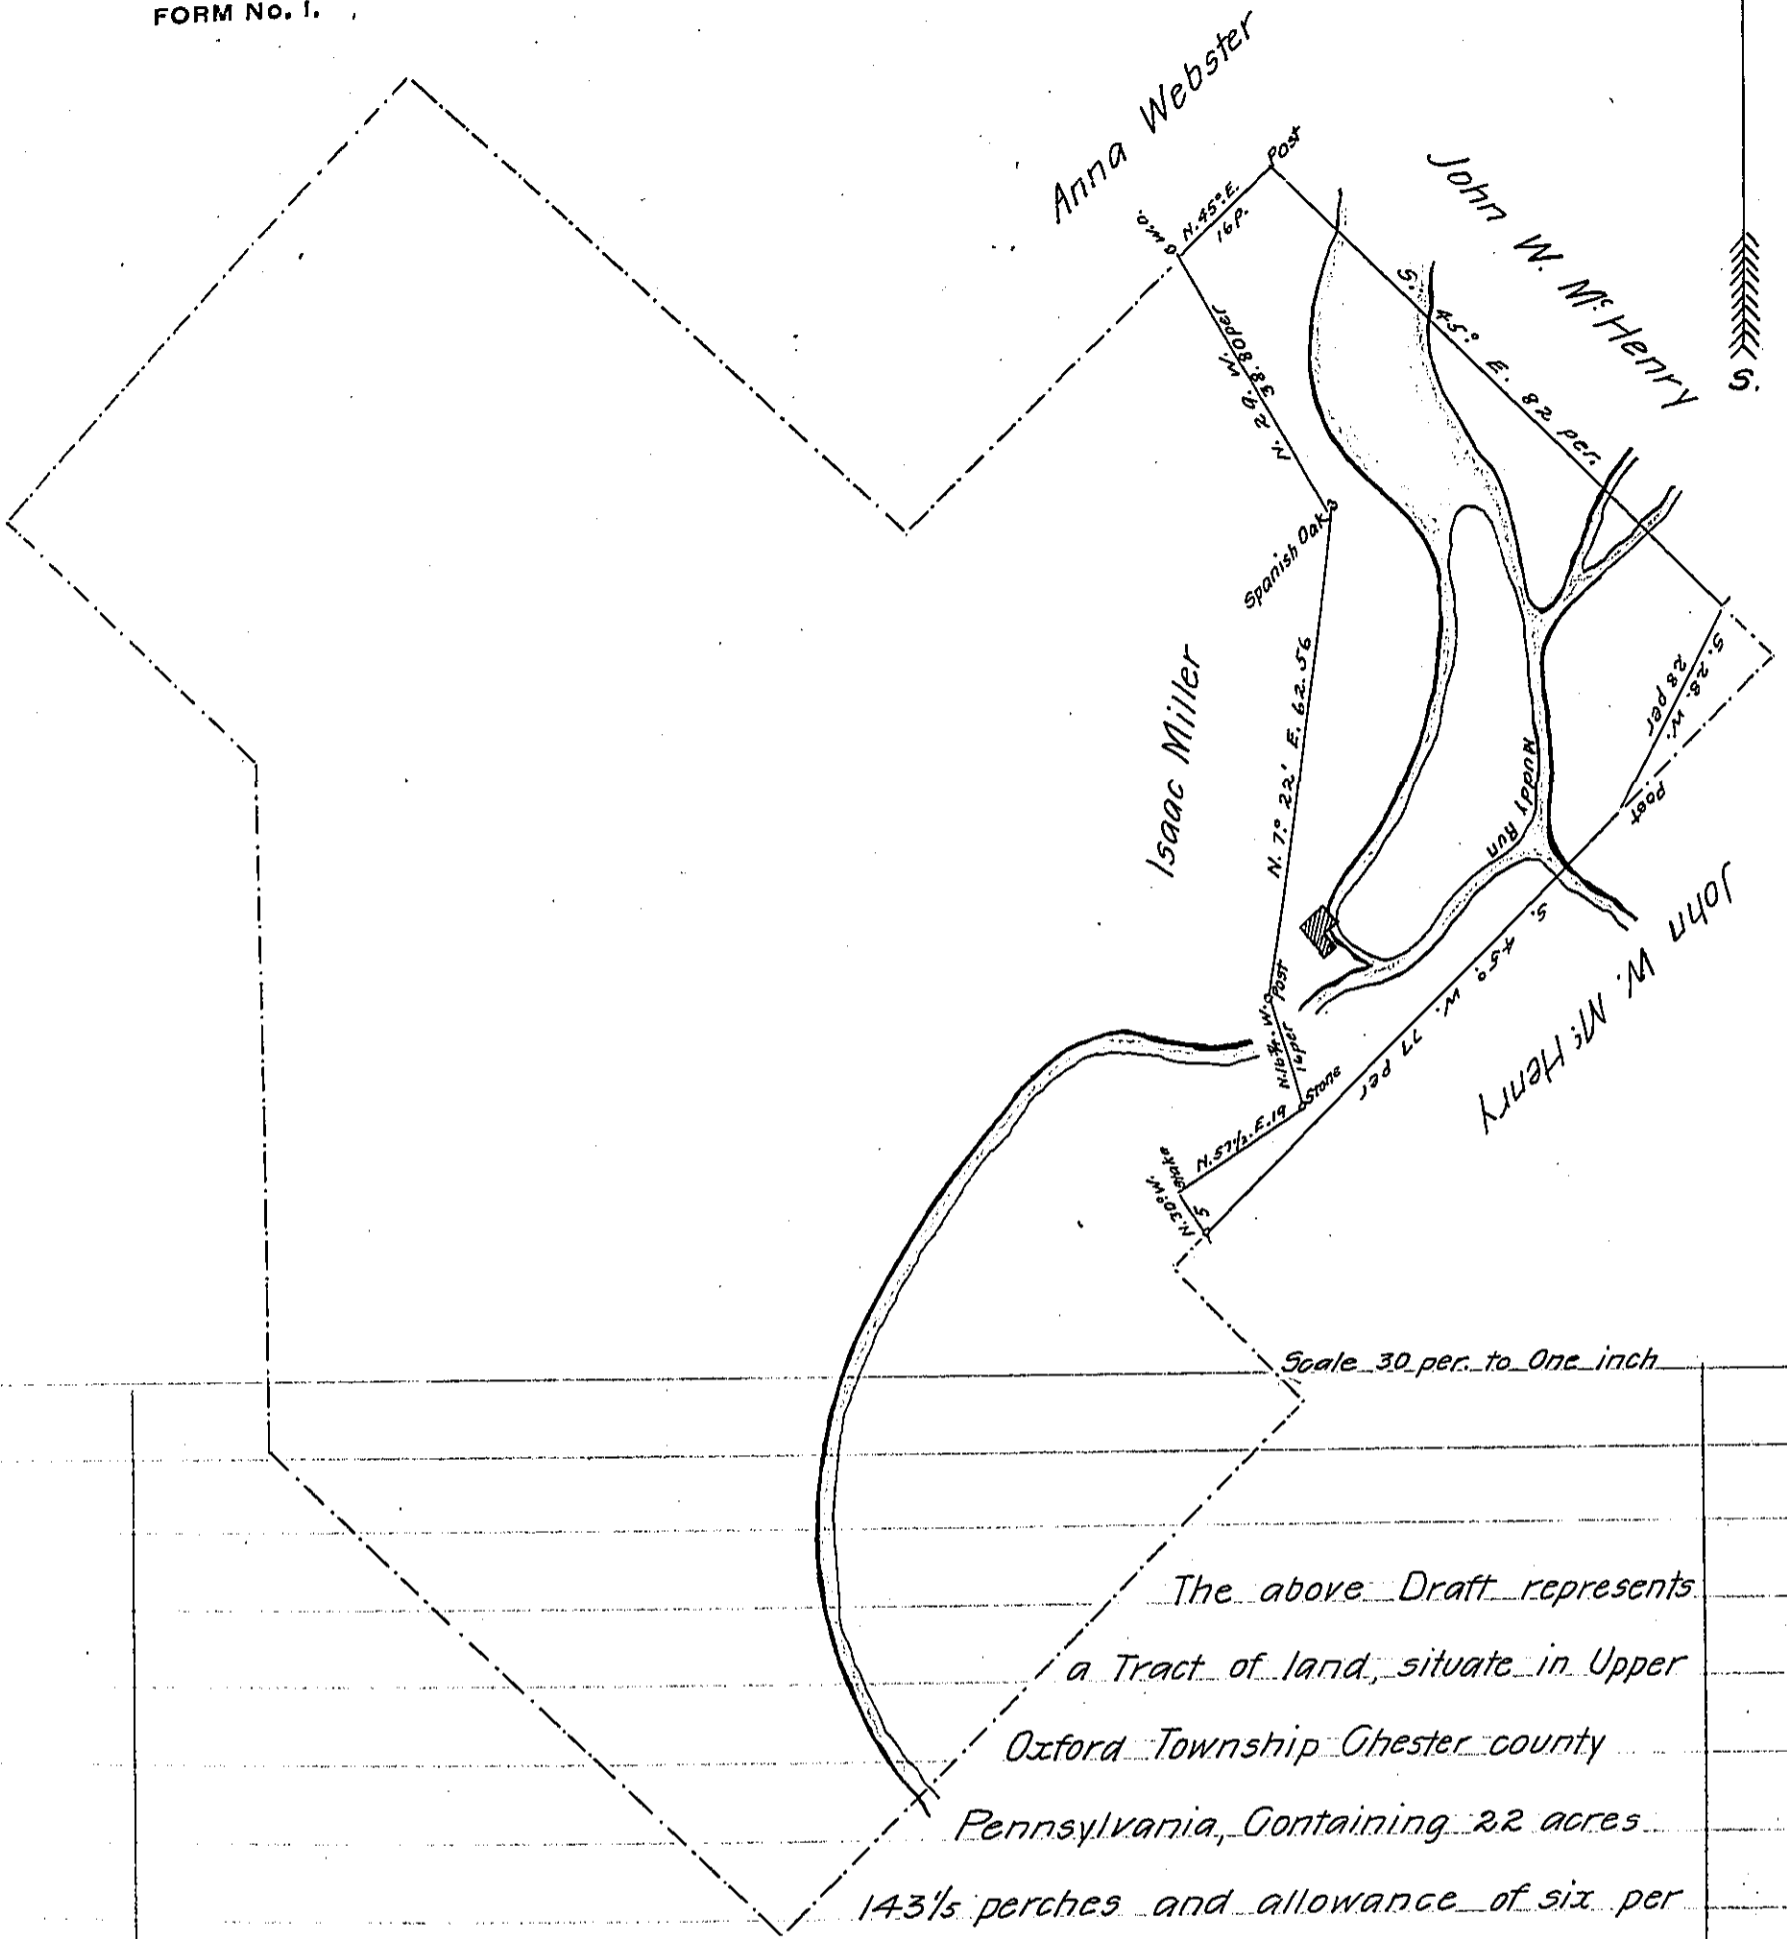 FORM No. 1.
Anna Webster
John W. McHenry
S.
Post
N. 45° E.
16 p.
W.O.
S. 45° E. 82 per.
N. 29. W.
38.80 per
Spanish Oak
S. 28. W.
28 per
Post
Isaac Miller
N. 7° 22' E. 62.56
Muddy Run
John W. McHenry
S. 45° W. 77 per
Post
16 per
Stone
N. 57½. E. 19
Stake
N. 30° W.
5
Scale 30 per. to One inch
The above Draft represents
a Tract of land, situate in Upper
Oxford Township Chester county
Pennsylvania, Containing 22 acres
143⅕ perches and allowance of six per